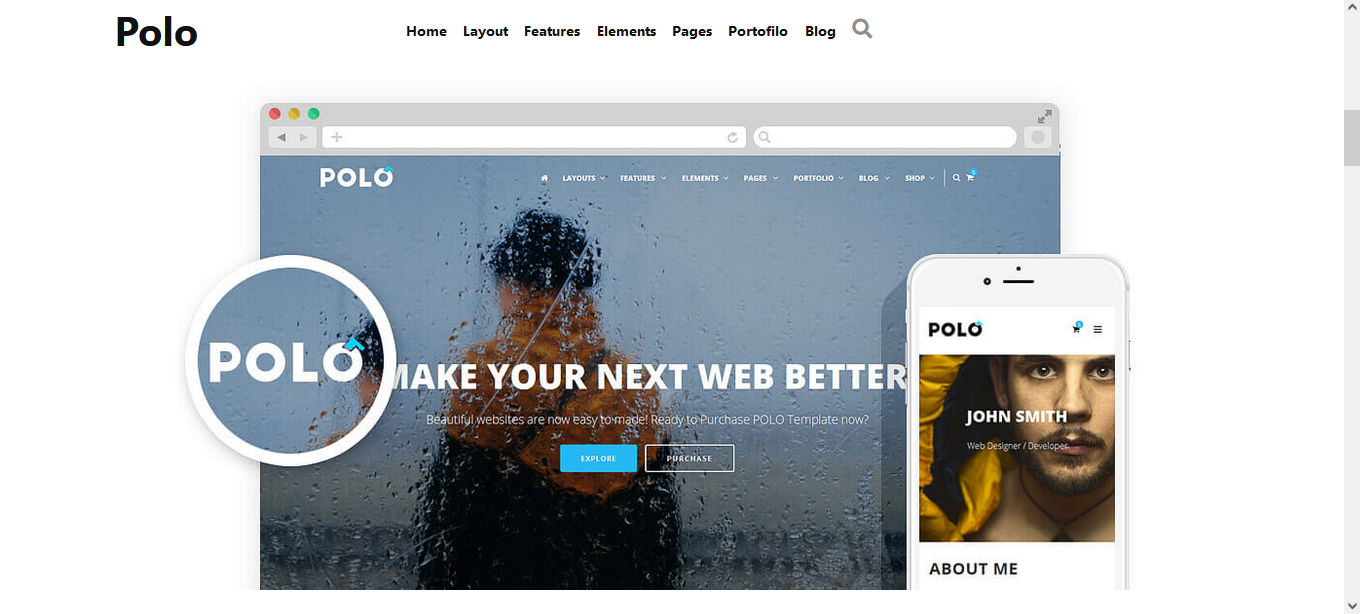 Polo
Home Layout Features Elements Pages Portofilo Blog
POLO
LAYOUTS FEATURES ELEMENTS PAGES PORTFOLIO BLOG SHOP
POLO
MAKE YOUR NEXT WEB BETTER
Beautiful websites are now easy to made! Ready to Purchase POLO Template now?
EXPLORE PURCHASE
POLO
JOHN SMITH
Web Designer / Developer
ABOUT ME